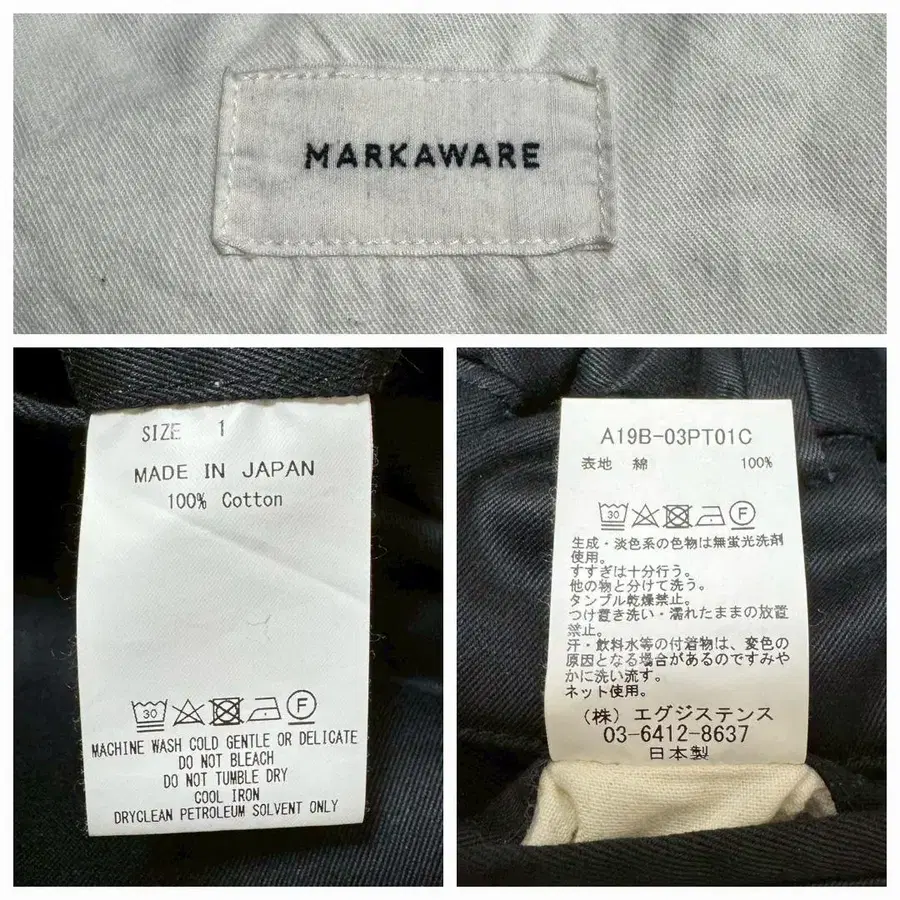 MARKAWARE
SIZE 1
MADE IN JAPAN
100% Cotton
30 F
MACHINE WASH COLD GENTLE OR DELICATE
DO NOT BLEACH
DO NOT TUMBLE DRY
COOL IRON
DRYCLEAN PETROLEUM SOLVENT ONLY
A19B-03PT01C
表地 綿 100%
30 F
生成・淡色系の色物は無蛍光洗剤
使用。
すすぎは十分行う。
他の物と分けて洗う。
タンブル乾燥禁止。
つけ置き洗い・濡れたままの放置
禁止。
汗・飲料水等の付着物は、変色の
原因となる場合があるのですみや
かに洗い流す。
ネット使用。
(株) エグジステンス
03-6412-8637
日本製